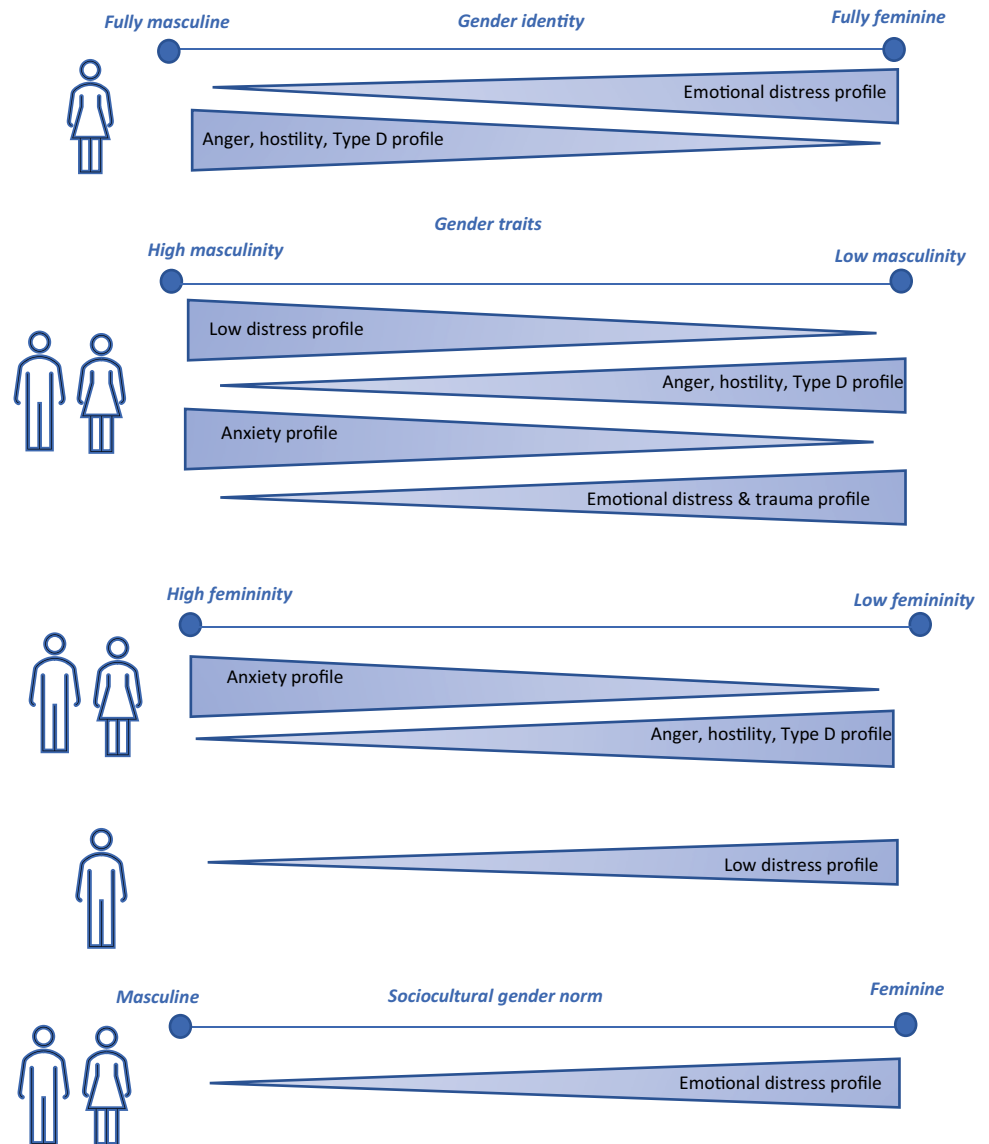 Fully masculine
Gender identity
Fully feminine
Emotional distress profile
Anger, hostility, Type D profile
Gender traits
High masculinity
Low masculinity
Low distress profile
Anger, hostility, Type D profile
Anxiety profile
Emotional distress & trauma profile
High femininity
Low femininity
Anxiety profile
Anger, hostility, Type D profile
Low distress profile
Masculine
Sociocultural gender norm
Feminine
Emotional distress profile